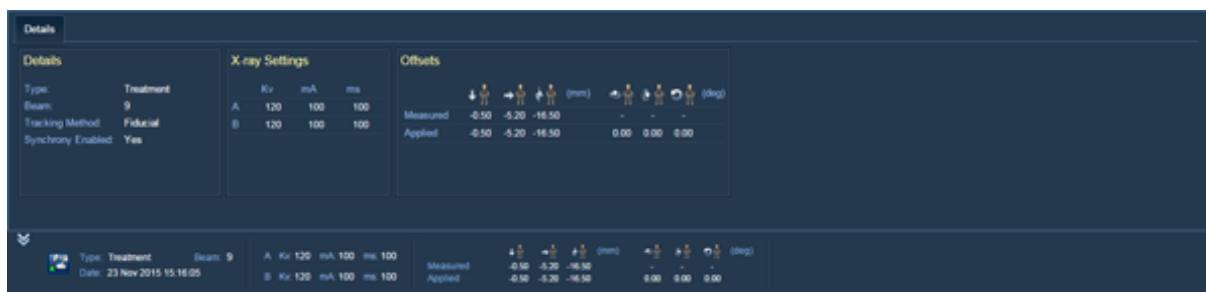 Details
Details
Type: Treatment
Beam: 9
Tracking Method: Fiducial
Synchrony Enabled: Yes
X-ray Settings
Kv mA ms
A 120 100 100
B 120 100 100
Offsets
(mm) (deg)
Measured -0.50 -5.20 -16.50 - - -
Applied -0.50 -5.20 -16.50 0.00 0.00 0.00
Type: Treatment Beam: 9
Date: 23 Nov 2015 15:16:05
A Kv: 120 mA: 100 ms: 100
B Kv: 120 mA: 100 ms: 100
(mm) (deg)
Measured -0.50 -5.20 -16.50 - - -
Applied -0.50 -5.20 -16.50 0.00 0.00 0.00